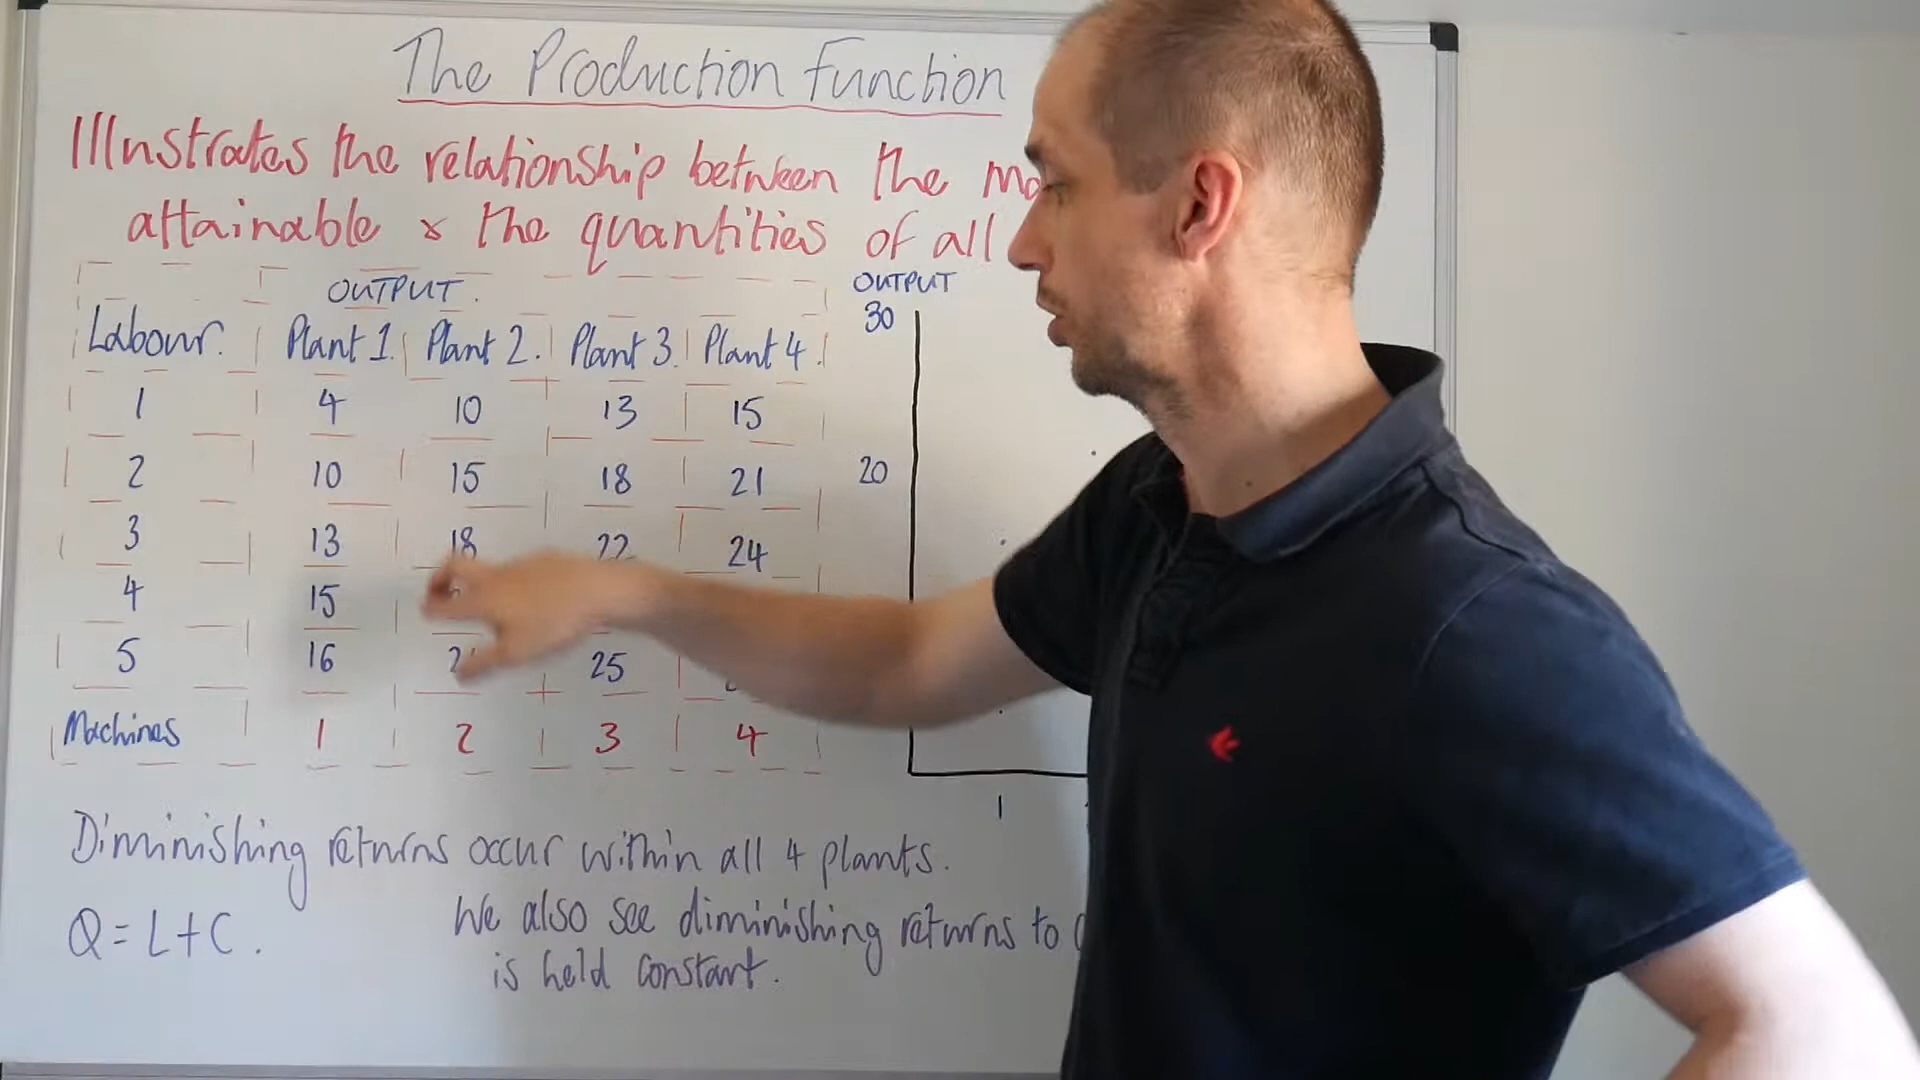 The Production Function
Illustrates the relationship between the
attainable & the quantities of all
OUTPUT.
Labour. Plant 1. Plant 2. Plant 3. Plant 4.
1 4 10 13 15
2 10 15 18 21
3 13 18 22 24
4 15
5 16 25
Machines 1 2 3 4
OUTPUT
30
20
1
Diminishing returns occur within all 4 plants.
Q = L + C.
We also see diminishing returns to
is held constant.